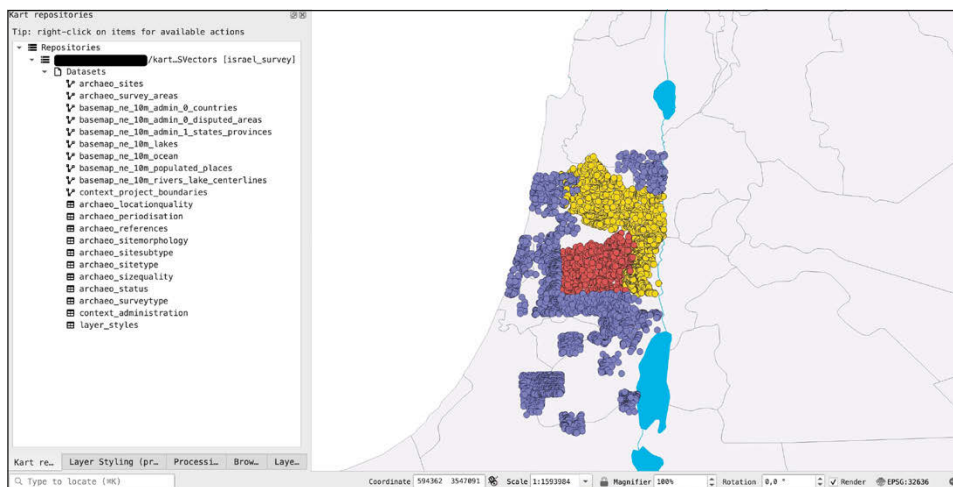 Kart repositories
Tip: right-click on items for available actions
Repositories
/kart…SVectors [israel_survey]
Datasets
archaeo_sites
archaeo_survey_areas
basemap_ne_10m_admin_0_countries
basemap_ne_10m_admin_0_disputed_areas
basemap_ne_10m_admin_1_states_provinces
basemap_ne_10m_lakes
basemap_ne_10m_ocean
basemap_ne_10m_populated_places
basemap_ne_10m_rivers_lake_centerlines
context_project_boundaries
archaeo_locationquality
archaeo_periodisation
archaeo_references
archaeo_sitemorphology
archaeo_sitesubtype
archaeo_sitetype
archaeo_sizequality
archaeo_status
archaeo_surveytype
context_administration
layer_styles
Kart re… Layer Styling (pr… Processi… Brow… Laye…
Type to locate (⌘K) Coordinate 594362 3547091 Scale 1:1593984 Magnifier 100% Rotation 0,0 ° Render EPSG:32636